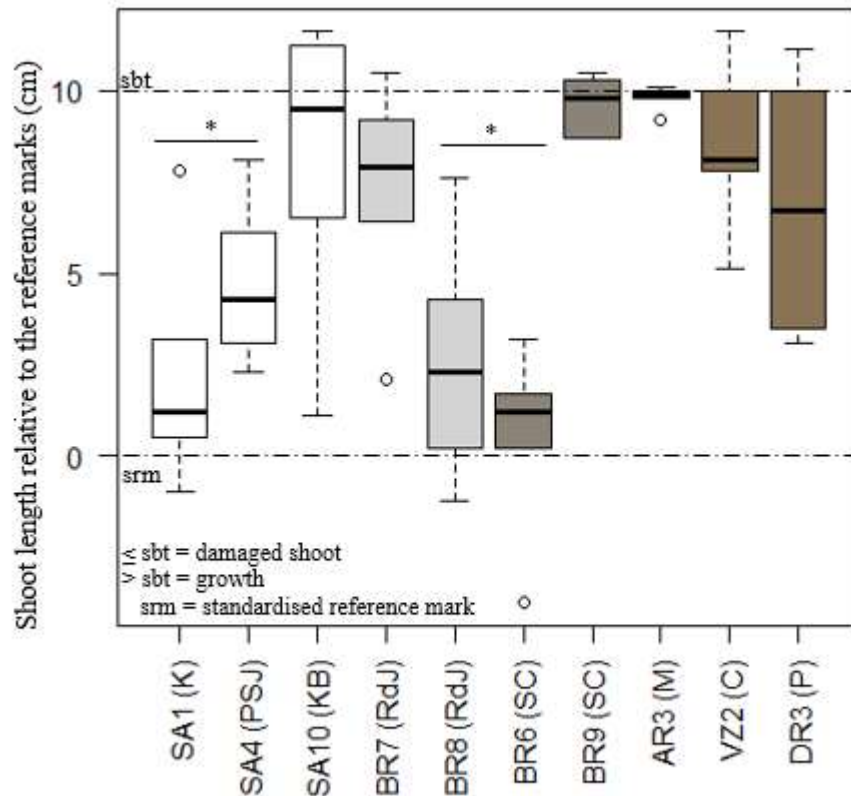 Shoot length relative to the reference marks (cm)
10
5
0
sbt
*
*
srm
≤ sbt = damaged shoot
≥ sbt = growth
srm = standardised reference mark
SA1 (K)
SA4 (PSJ)
SA10 (KB)
BR7 (RdJ)
BR8 (RdJ)
BR6 (SC)
BR9 (SC)
AR3 (M)
VZ2 (C)
DR3 (P)